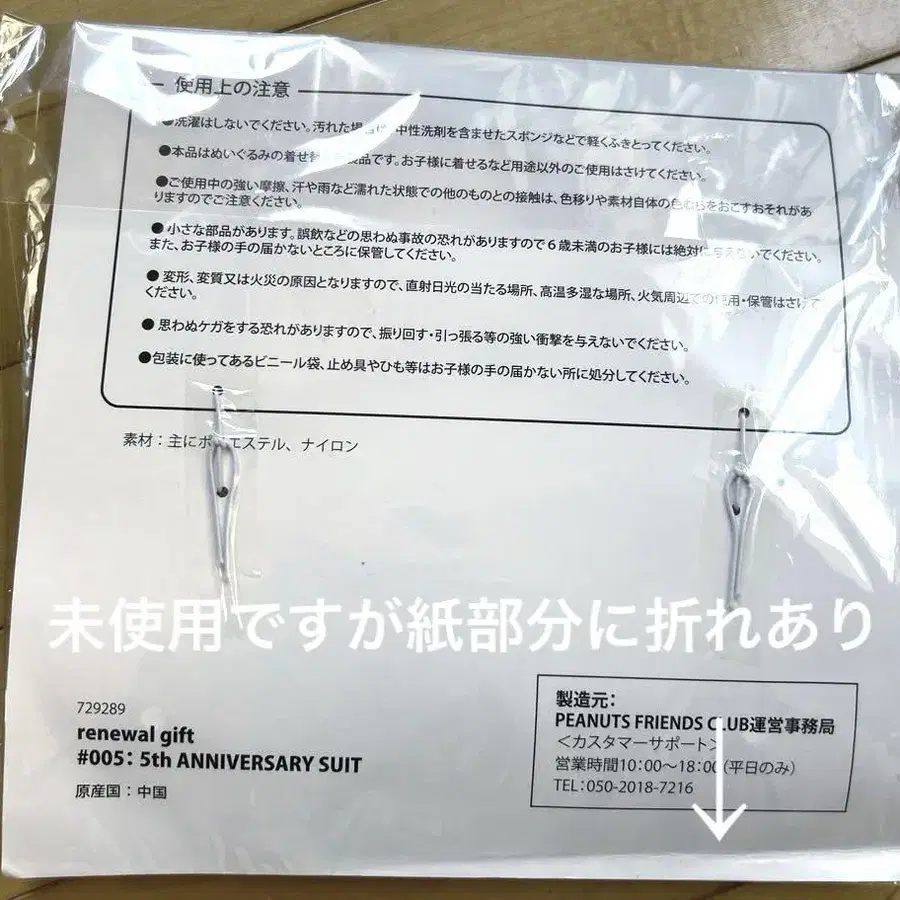 使用上の注意
●洗濯はしないでください。汚れた場合は、中性洗剤を含ませたスポンジなどで軽くふきとってください。
●本品はぬいぐるみの着せ替え製品です。お子様に着せるなど用途以外のご使用はさけてください。
●ご使用中の強い摩擦、汗や雨など濡れた状態での他のものとの接触は、色移りや素材自体の色むらをおこすおそれがあ
りますのでご注意ください。
● 小さな部品があります。誤飲などの思わぬ事故の恐れがありますので6歳未満のお子様には絶対に与えないでください。
また、お子様の手の届かないところに保管してください。
● 変形、変質又は火災の原因となりますので、直射日光の当たる場所、高温多湿な場所、火気周辺での使用・保管はさけて
ください。
● 思わぬケガをする恐れがありますので、振り回す・引っ張る等の強い衝撃を与えないでください。
●包装に使ってあるビニール袋、止め具やひも等はお子様の手の届かない所に処分してください。
素材：主にポリエステル、ナイロン
未使用ですが紙部分に折れあり
729289
renewal gift
#005: 5th ANNIVERSARY SUIT
原産国：中国
製造元：
PEANUTS FRIENDS CLUB運営事務局
＜カスタマーサポート＞
営業時間10:00～18:00(平日のみ)
TEL:050-2018-7216